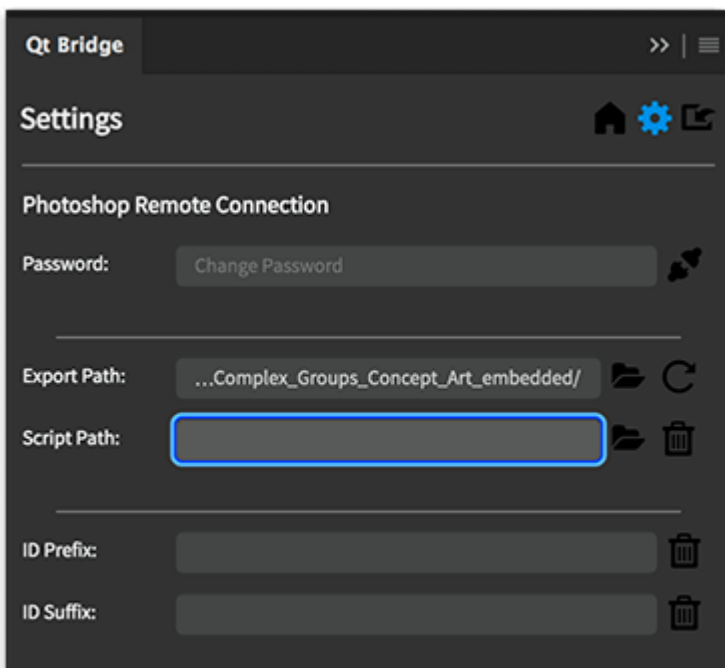 Qt Bridge
Settings
Photoshop Remote Connection
Password: Change Password
Export Path: ...Complex_Groups_Concept_Art_embedded/
Script Path:
ID Prefix:
ID Suffix: